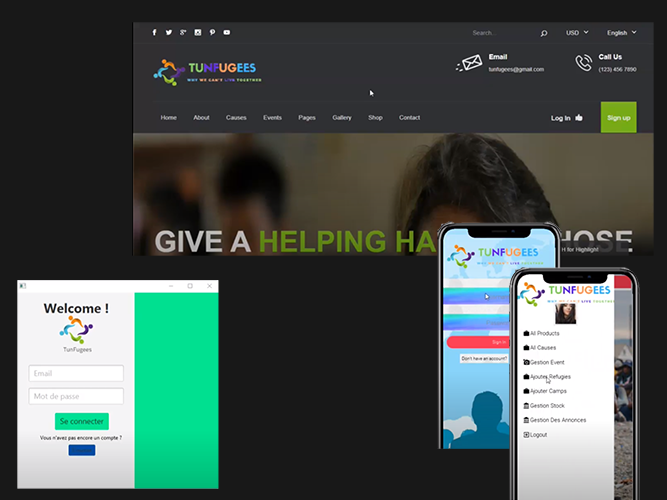 Search..
USD
English
TUNFUGEES
WHY WE CAN'T LIVE TOGETHER
Email
tunfugees@gmail.com
Call Us
(123) 456 7890
Home
About
Causes
Events
Pages
Gallery
Shop
Contact
Log In
Sign up
GIVE A HELPING HA HOSE
H for Highlight
TUNFUGEES
WHY WE CAN'T LIVE TOGETHER
Sign In
Don't have an account?
TUNFUGEES
WHY WE CAN'T LIVE TOGETHER
All Products
All Causes
Gestion Event
Ajouter Refugies
Ajouter Camps
Gestion Stock
Gestion Des Annonces
Logout
Welcome !
TunFugees
Email
Mot de passe
Se connecter
Vous n'avez pas encore un compte ?